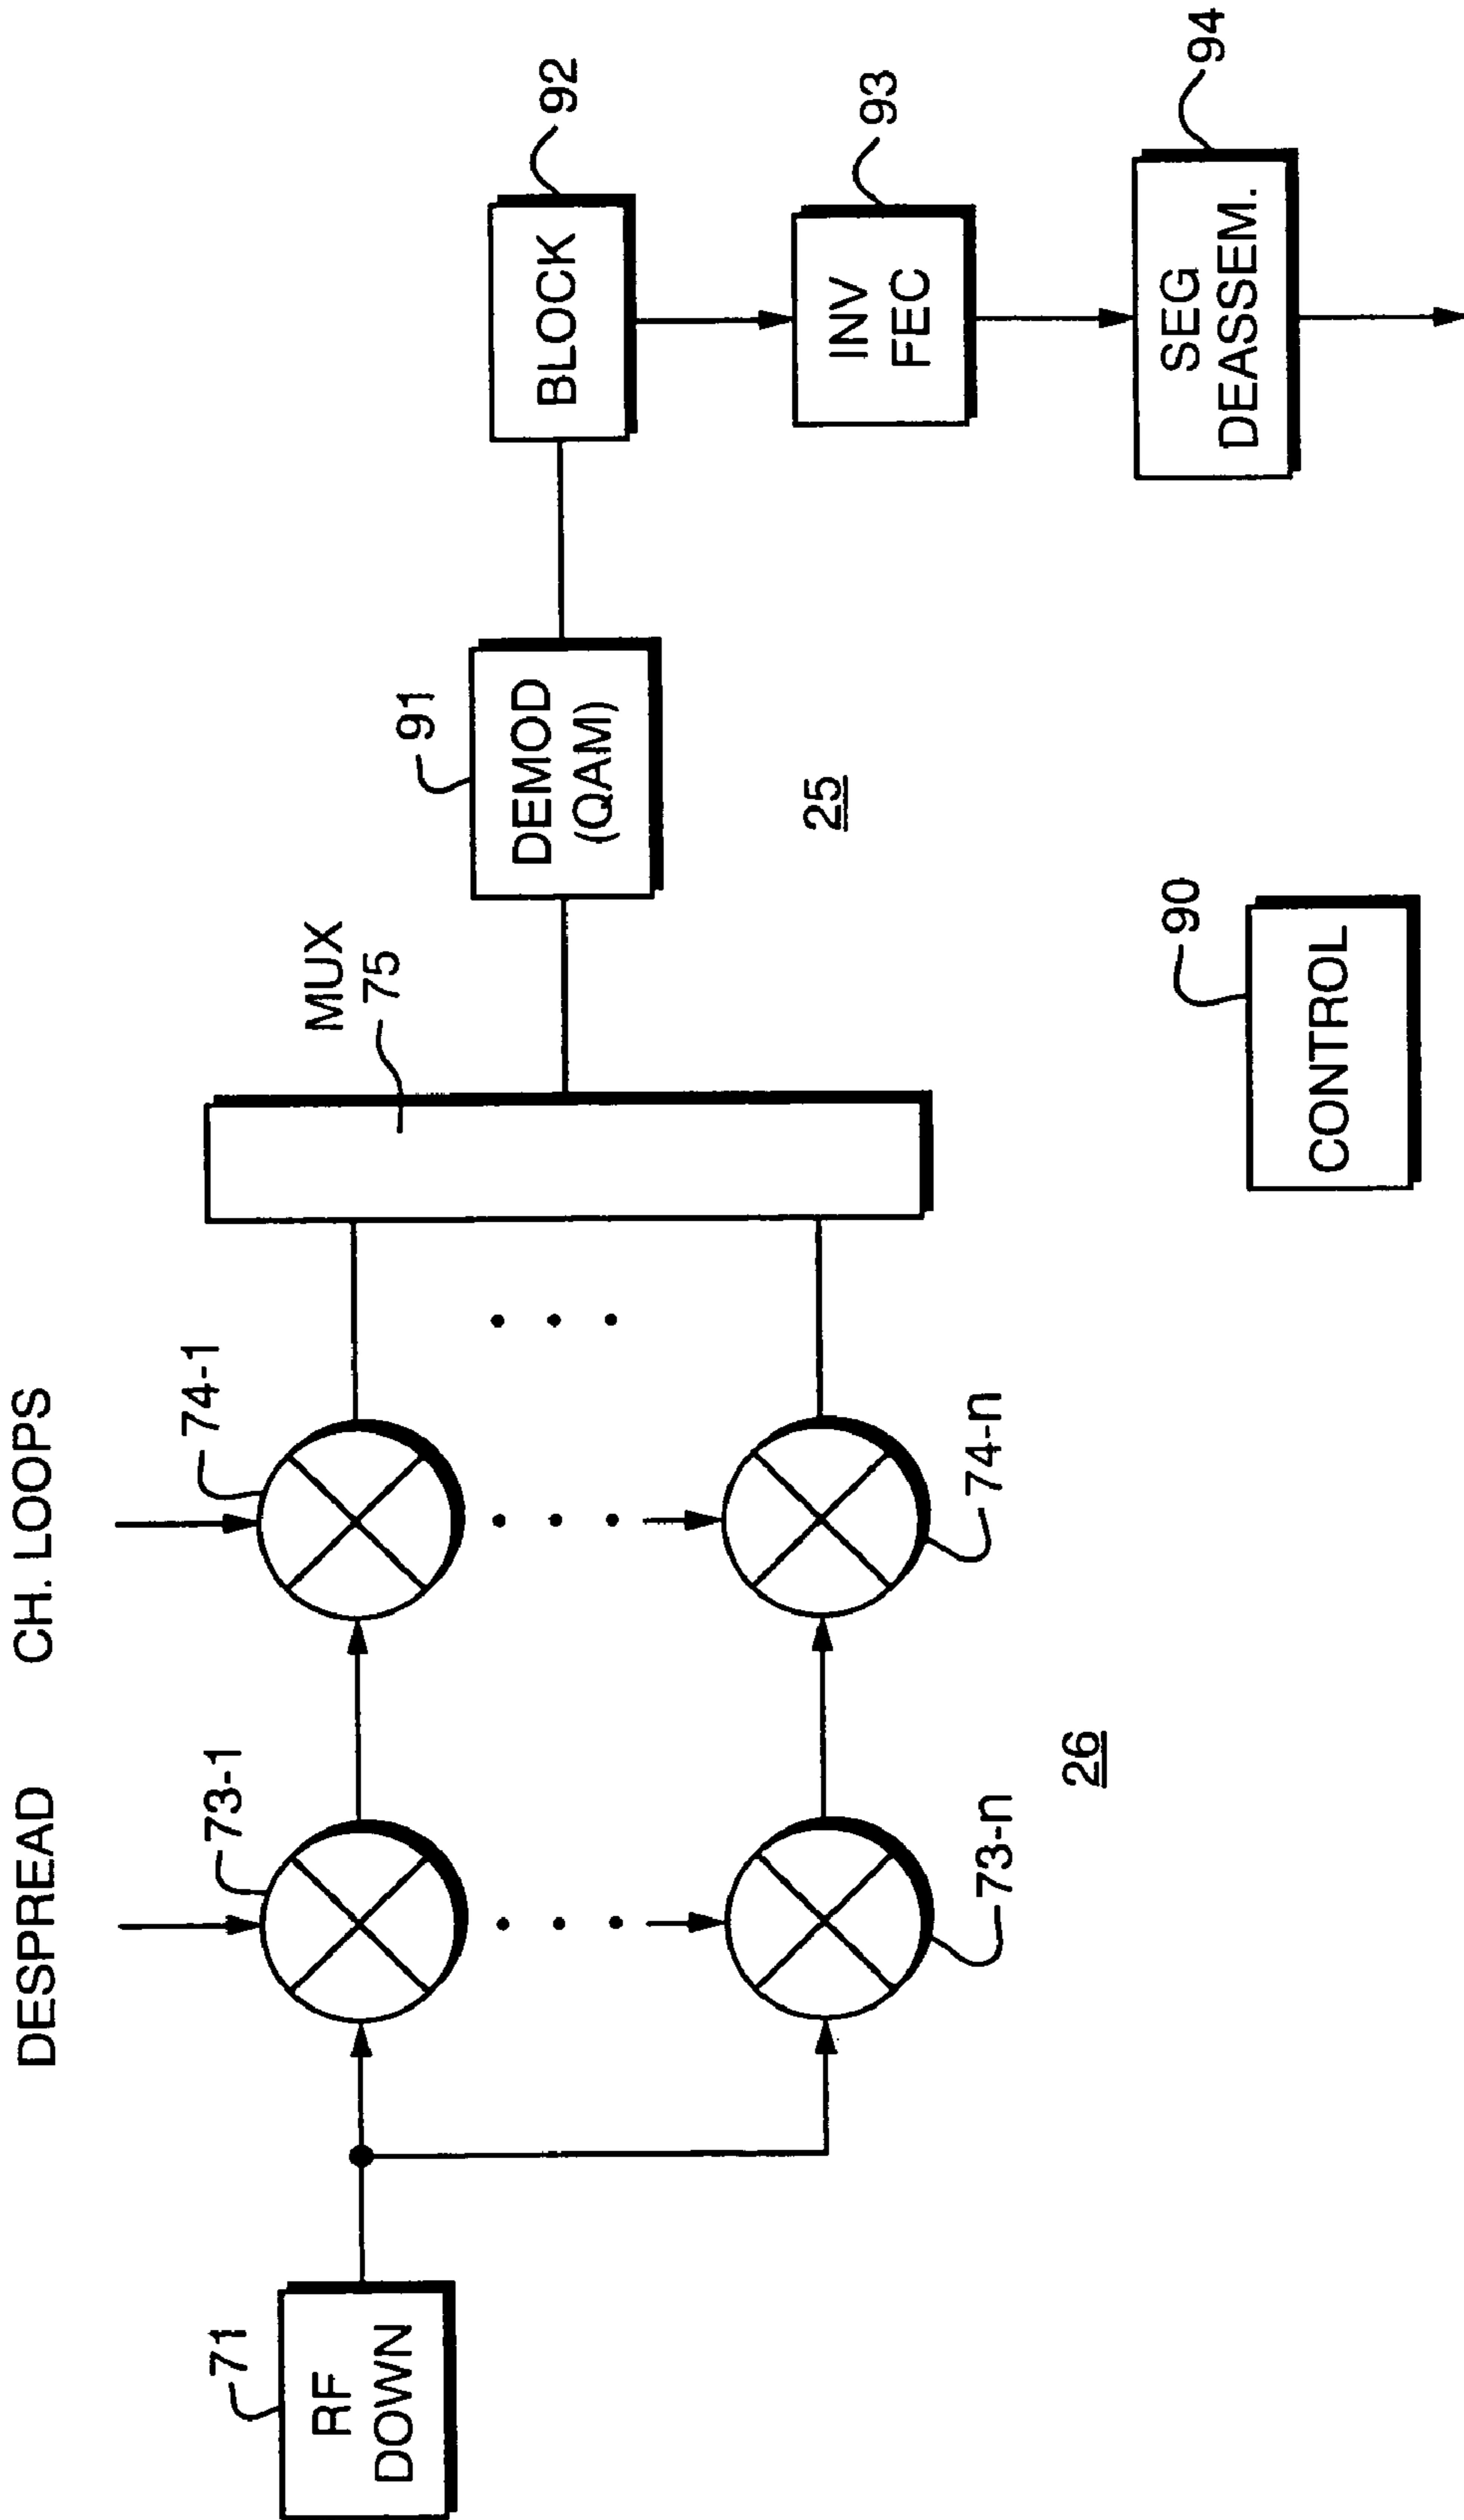 DESPREAD
CH. LOOPS
71
RF
DOWN
73-1
74-1
MUX
75
91
DEMOD
(QAM)
BLOCK
92
73-n
74-n
26
25
INV
FEC
93
CONTROL
90
SEG
DEASSEM.
94